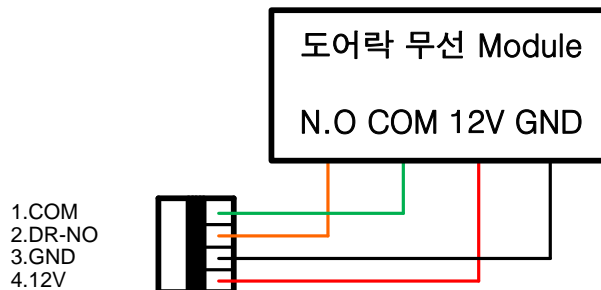 도어락 무선 Module
N.O COM 12V GND
1.COM
2.DR-NO
3.GND
4.12V